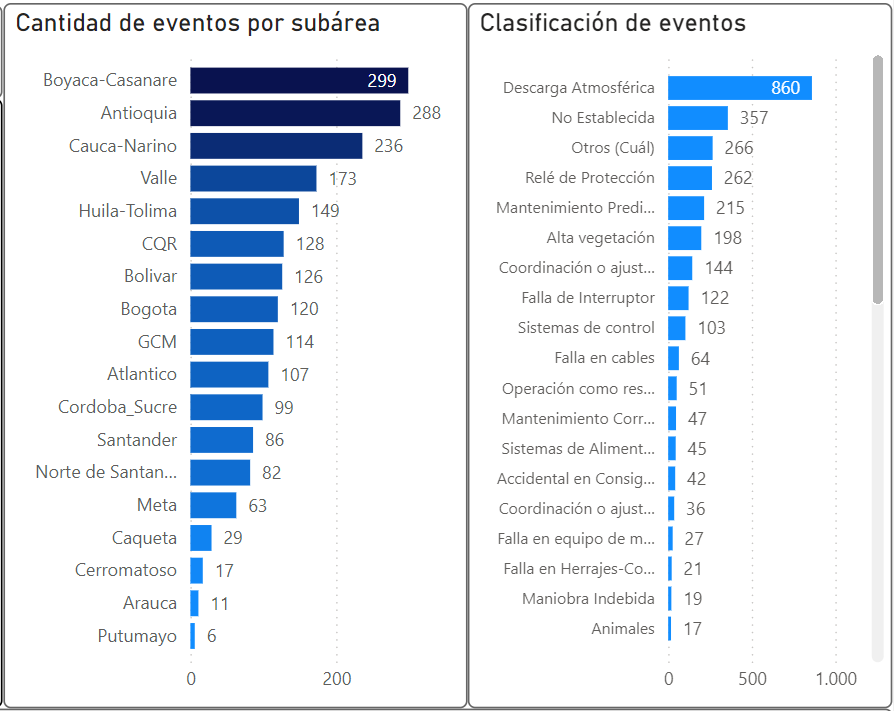 Cantidad de eventos por subárea
Boyaca-Casanare 299
Antioquia 288
Cauca-Narino 236
Valle 173
Huila-Tolima 149
CQR 128
Bolivar 126
Bogota 120
GCM 114
Atlantico 107
Cordoba_Sucre 99
Santander 86
Norte de Santan... 82
Meta 63
Caqueta 29
Cerromatoso 17
Arauca 11
Putumayo 6
0 200
Clasificación de eventos
Descarga Atmosférica 860
No Establecida 357
Otros (Cuál) 266
Relé de Protección 262
Mantenimiento Predi... 215
Alta vegetación 198
Coordinación o ajust... 144
Falla de Interruptor 122
Sistemas de control 103
Falla en cables 64
Operación como res... 51
Mantenimiento Corr... 47
Sistemas de Aliment... 45
Accidental en Consig... 42
Coordinación o ajust... 36
Falla en equipo de m... 27
Falla en Herrajes-Co... 21
Maniobra Indebida 19
Animales 17
0 500 1.000